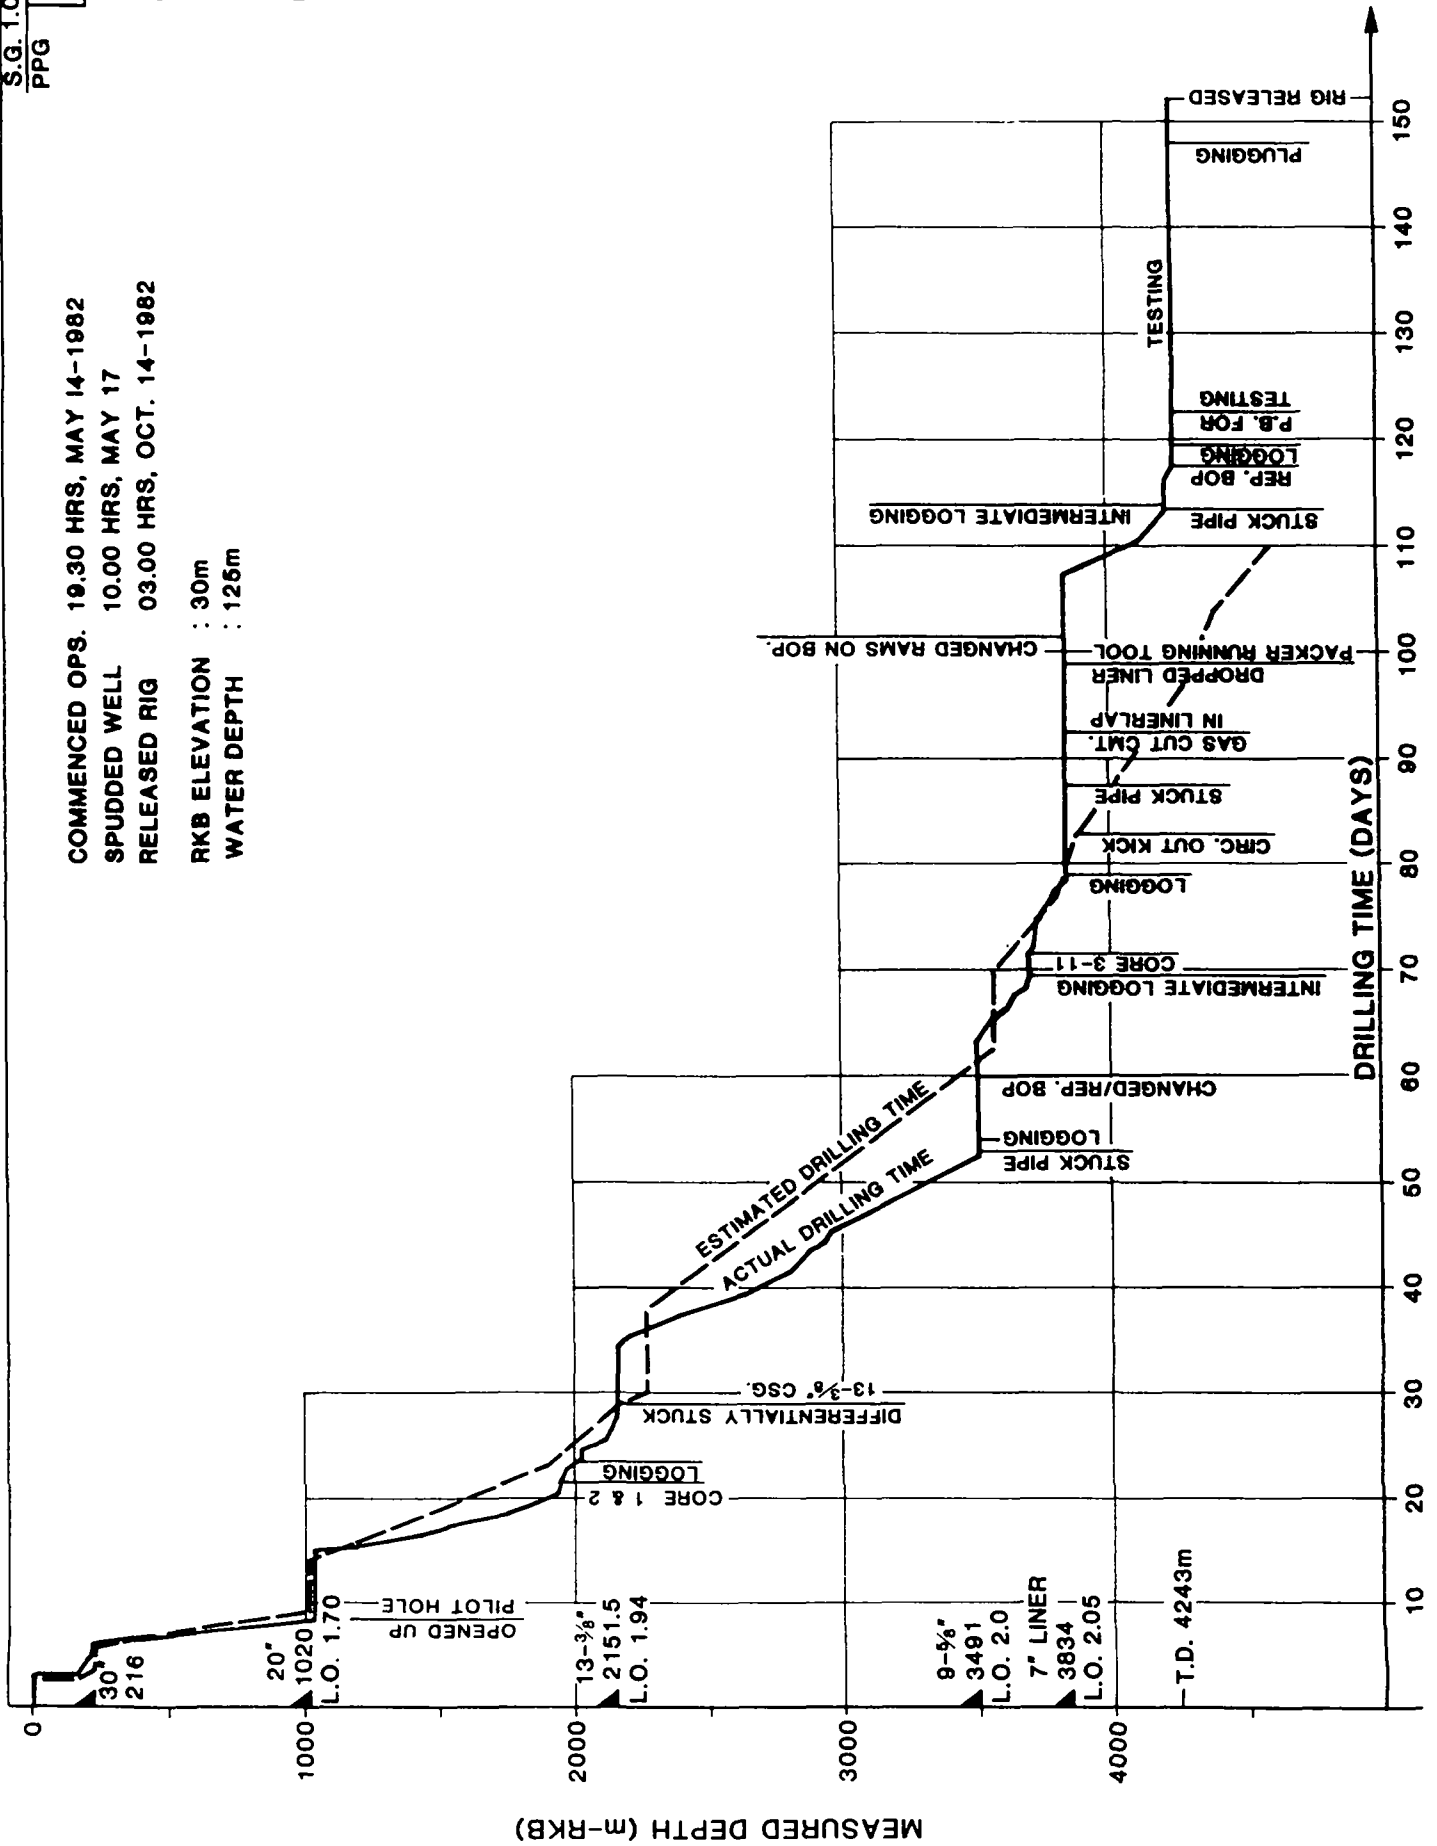 S.G. 1.0
PPG
COMMENCED OPS. 19.30 HRS, MAY 14-1982
SPUDDED WELL 10.00 HRS, MAY 17
RELEASED RIG 03.00 HRS, OCT. 14-1982
RKB ELEVATION : 30m
WATER DEPTH : 125m
MEASURED DEPTH (m-RKB)
0
1000
2000
3000
4000
30"
216
20"
1020
L.O. 1.70
13-3/8"
2151.5
L.O. 1.94
9-5/8"
3491
L.O. 2.0
7" LINER
3834
L.O. 2.05
T.D. 4243m
OPENED UP
PILOT HOLE
CORE 1 & 2
LOGGING
DIFFERENTIALLY STUCK
13-3/8" CSG.
ESTIMATED DRILLING TIME
ACTUAL DRILLING TIME
STUCK PIPE
LOGGING
CHANGED/REP. BOP
INTERMEDIATE LOGGING
CORE 3-11
LOGGING
CIRC. OUT KICK
STUCK PIPE
GAS CUT CMT.
IN LINERLAP
DROPPED LINER
PACKER RUNNING TOOL
CHANGED RAMS ON BOP.
STUCK PIPE
INTERMEDIATE LOGGING
REP. BOP
LOGGING
P.B. FOR
TESTING
TESTING
PLUGGING
RIG RELEASED
DRILLING TIME (DAYS)
10
20
30
40
50
60
70
80
90
100
110
120
130
140
150